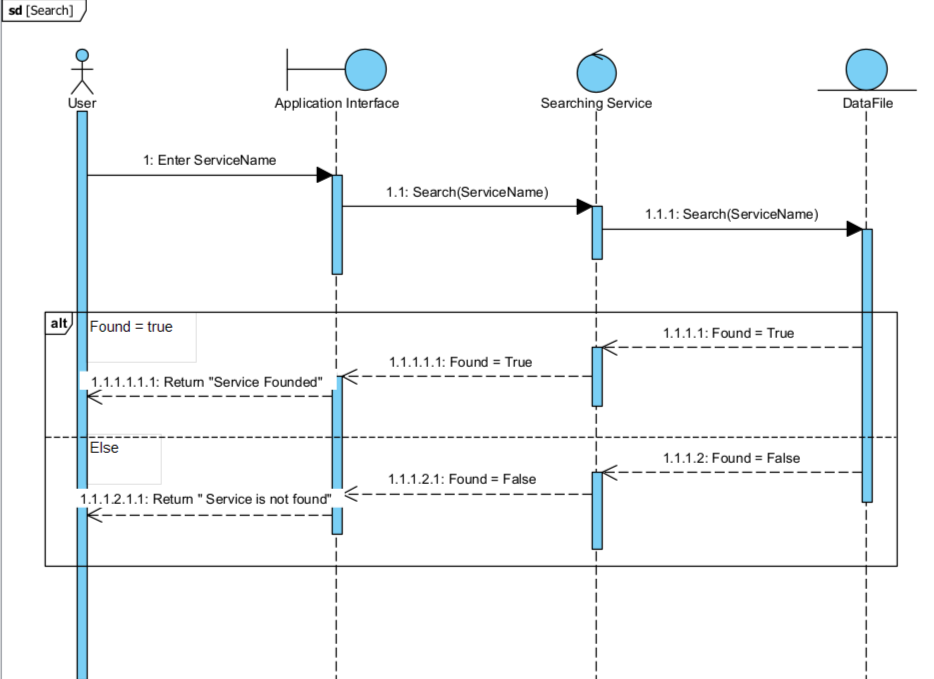 sd [Search]
User
Application Interface
Searching Service
DataFile
1: Enter ServiceName
1.1: Search(ServiceName)
1.1.1: Search(ServiceName)
alt
Found = true
1.1.1.1: Found = True
1.1.1.1.1: Found = True
1.1.1.1.1.1: Return "Service Founded"
Else
1.1.1.2: Found = False
1.1.1.2.1: Found = False
1.1.1.2.1.1: Return " Service is not found"